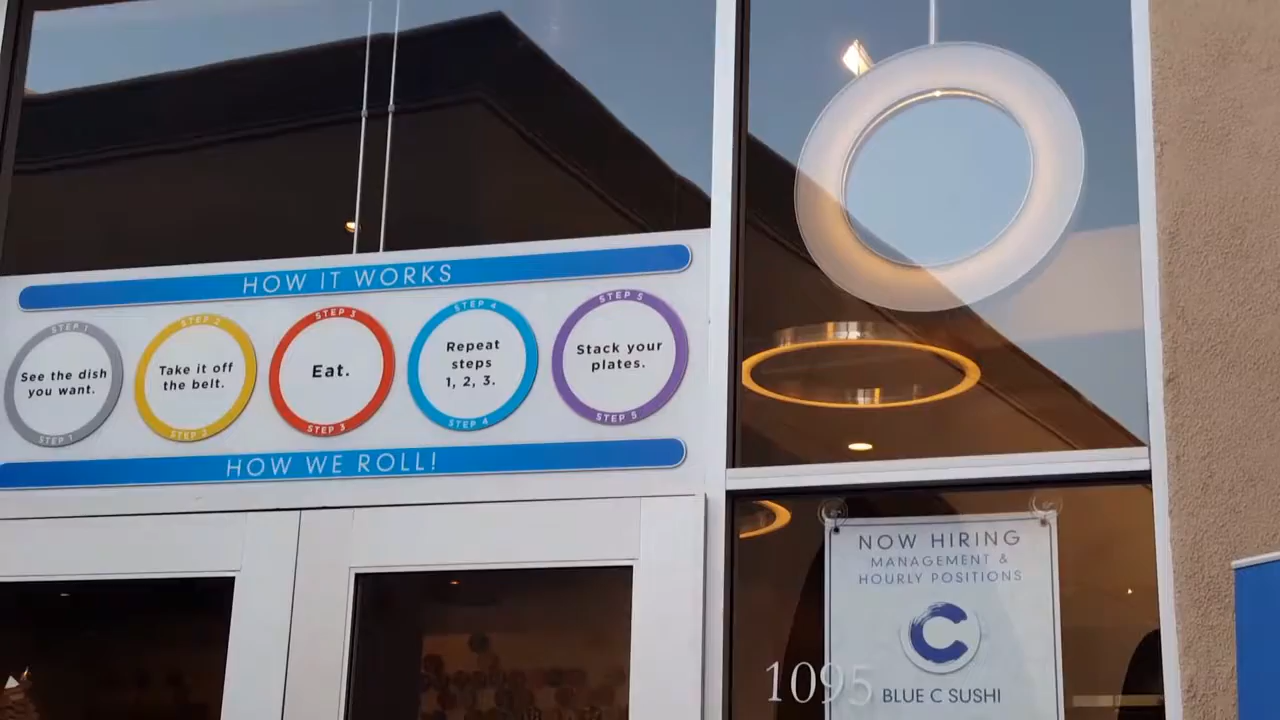 HOW IT WORKS
STEP 1
See the dish
you want.
STEP 1
STEP 2
Take it off
the belt.
STEP 2
STEP 3
Eat.
STEP 3
STEP 4
Repeat
steps
1, 2, 3.
STEP 4
STEP 5
Stack your
plates.
STEP 5
HOW WE ROLL!
NOW HIRING
MANAGEMENT &
HOURLY POSITIONS
C
BLUE C SUSHI
1095